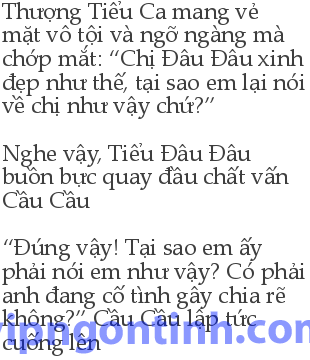 Thượng Tiểu Ca mang vẻ
mặt vô tội và ngỡ ngàng mà
chớp mắt: “Chị Đâu Đâu xinh
đẹp như thế, tại sao em lại nói
về chị như vậy chứ?”
Nghe vậy, Tiểu Đâu Đâu
buồn bực quay đầu chất vấn
Cầu Cầu
“Đúng vậy! Tại sao em ấy
phải nói em như vậy? Có phải
anh đang cố tình gây chia rẽ
không?” Cầu Cầu lập tức
cuống lên
vipngontinh.com